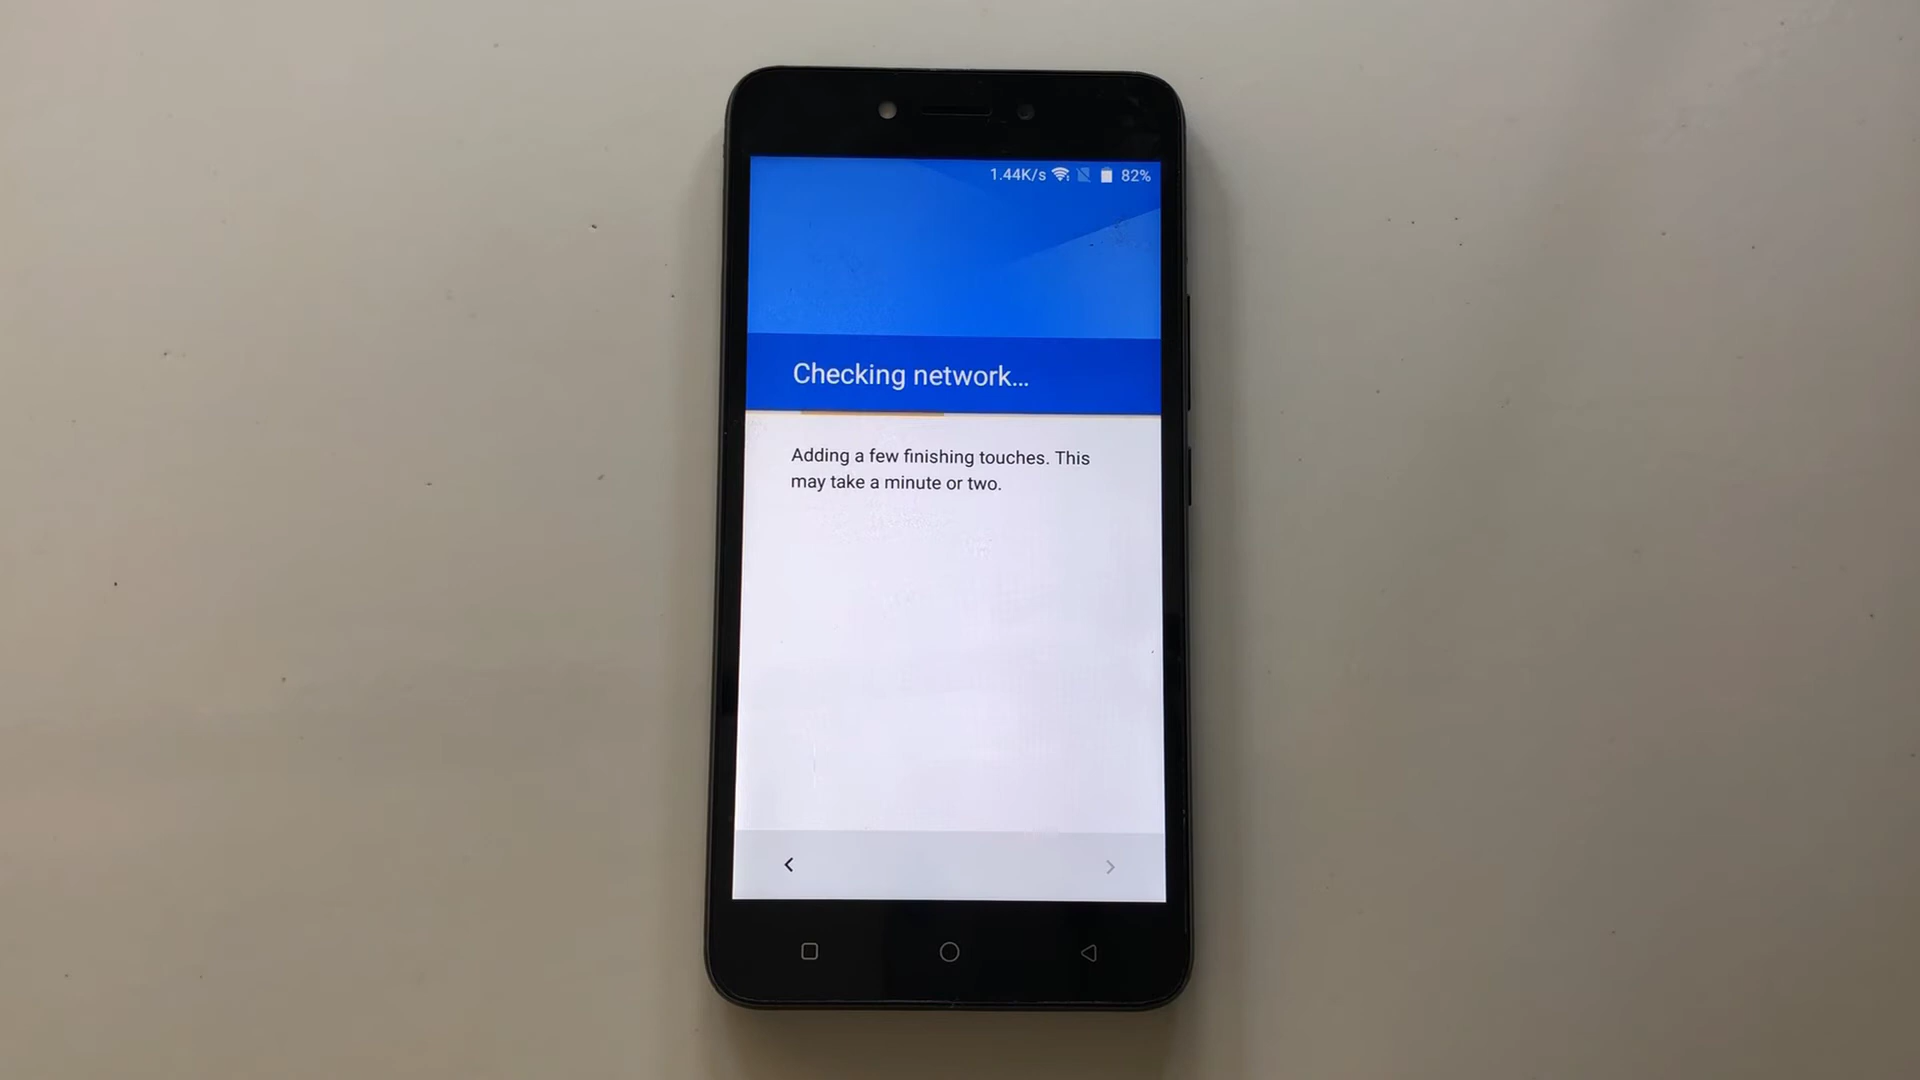 1.44K/s 82%
Checking network...
Adding a few finishing touches. This
may take a minute or two.